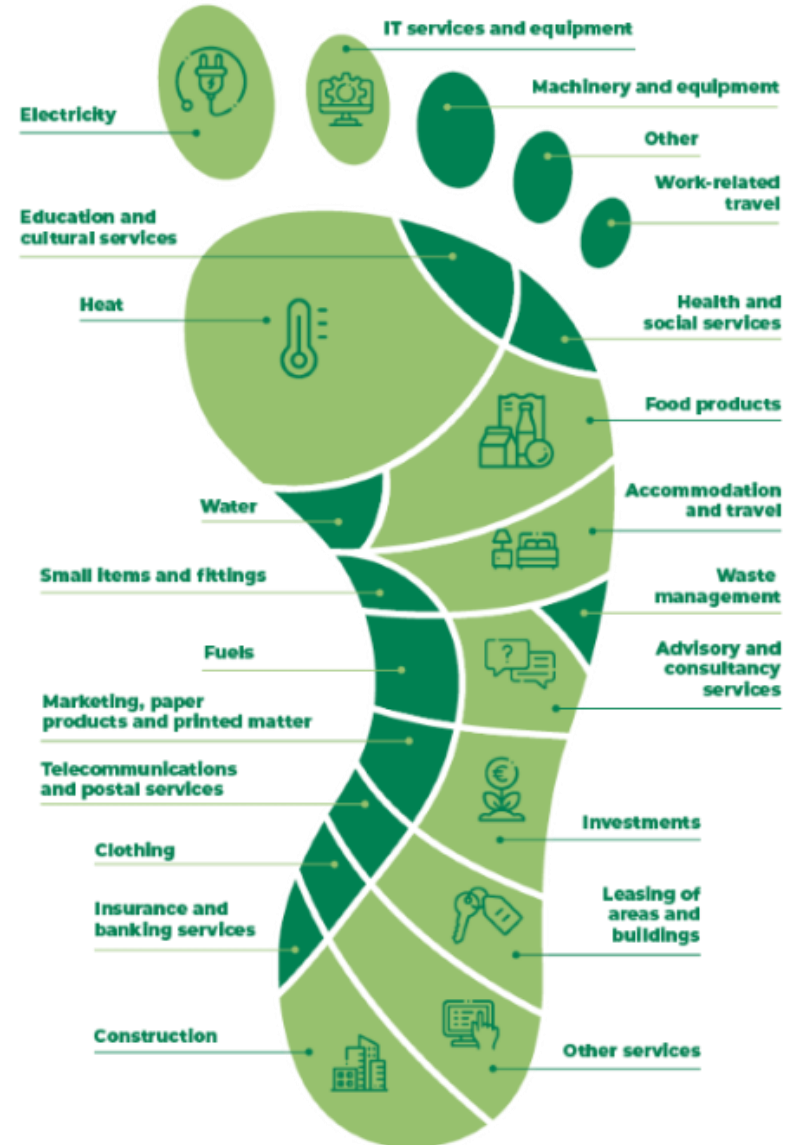 IT services and equipment
Machinery and equipment
Electricity
Other
Work-related
travel
Education and
cultural services
Heat
Health and
social services
Food products
Accommodation
and travel
Water
Small items and fittings
Waste
management
Fuels
?
Advisory and
consultancy
services
Marketing, paper
products and printed matter
Telecommunications
and postal services
€
Investments
Clothing
Leasing of
areas and
buildings
Insurance and
banking services
Construction
Other services